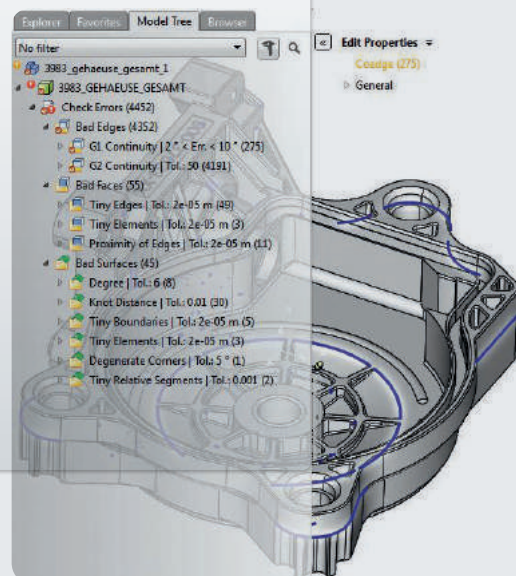 Explorer Favorites Model Tree Browser
No filter
« Edit Properties
Coedge (275)
General
3983_gehaeuse_gesamt_1
3983_GEHAEUSE_GESAMT
Check Errors (4452)
Bad Edges (4352)
G1 Continuity | 2 ° < Err. < 10 ° (275)
G2 Continuity | Tol.: 50 (4191)
Bad Faces (55)
Tiny Edges | Tol.: 2e-05 m (49)
Tiny Elements | Tol.: 2e-05 m (3)
Proximity of Edges | Tol.: 2e-05 m (11)
Bad Surfaces (45)
Degree | Tol.: 6 (8)
Knot Distance | Tol.: 0.01 (30)
Tiny Boundaries | Tol.: 2e-05 m (5)
Tiny Elements | Tol.: 2e-05 m (3)
Degenerate Corners | Tol.: 5 ° (1)
Tiny Relative Segments | Tol.: 0.001 (2)